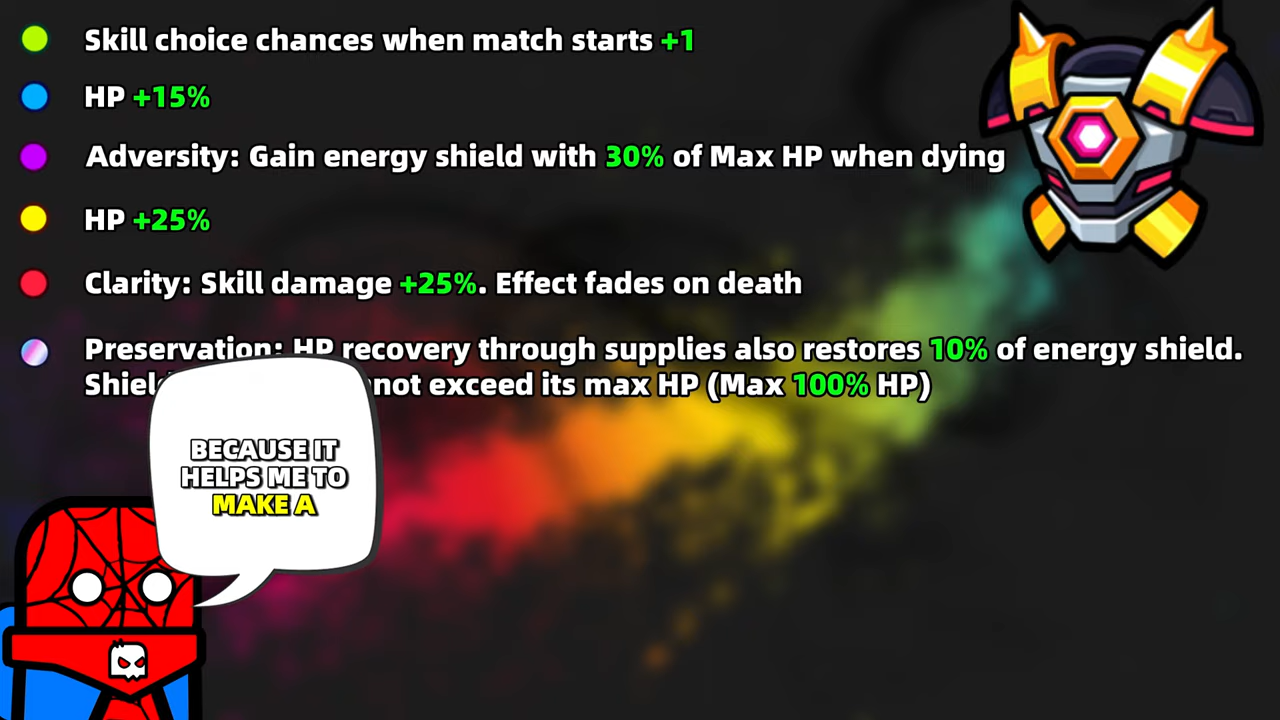 Skill choice chances when match starts +1
HP +15%
Adversity: Gain energy shield with 30% of Max HP when dying
HP +25%
Clarity: Skill damage +25%. Effect fades on death
Preservation: HP recovery through supplies also restores 10% of energy shield.
exceed its max HP (Max 100% HP)
BECAUSE IT
HELPS ME TO
MAKE A